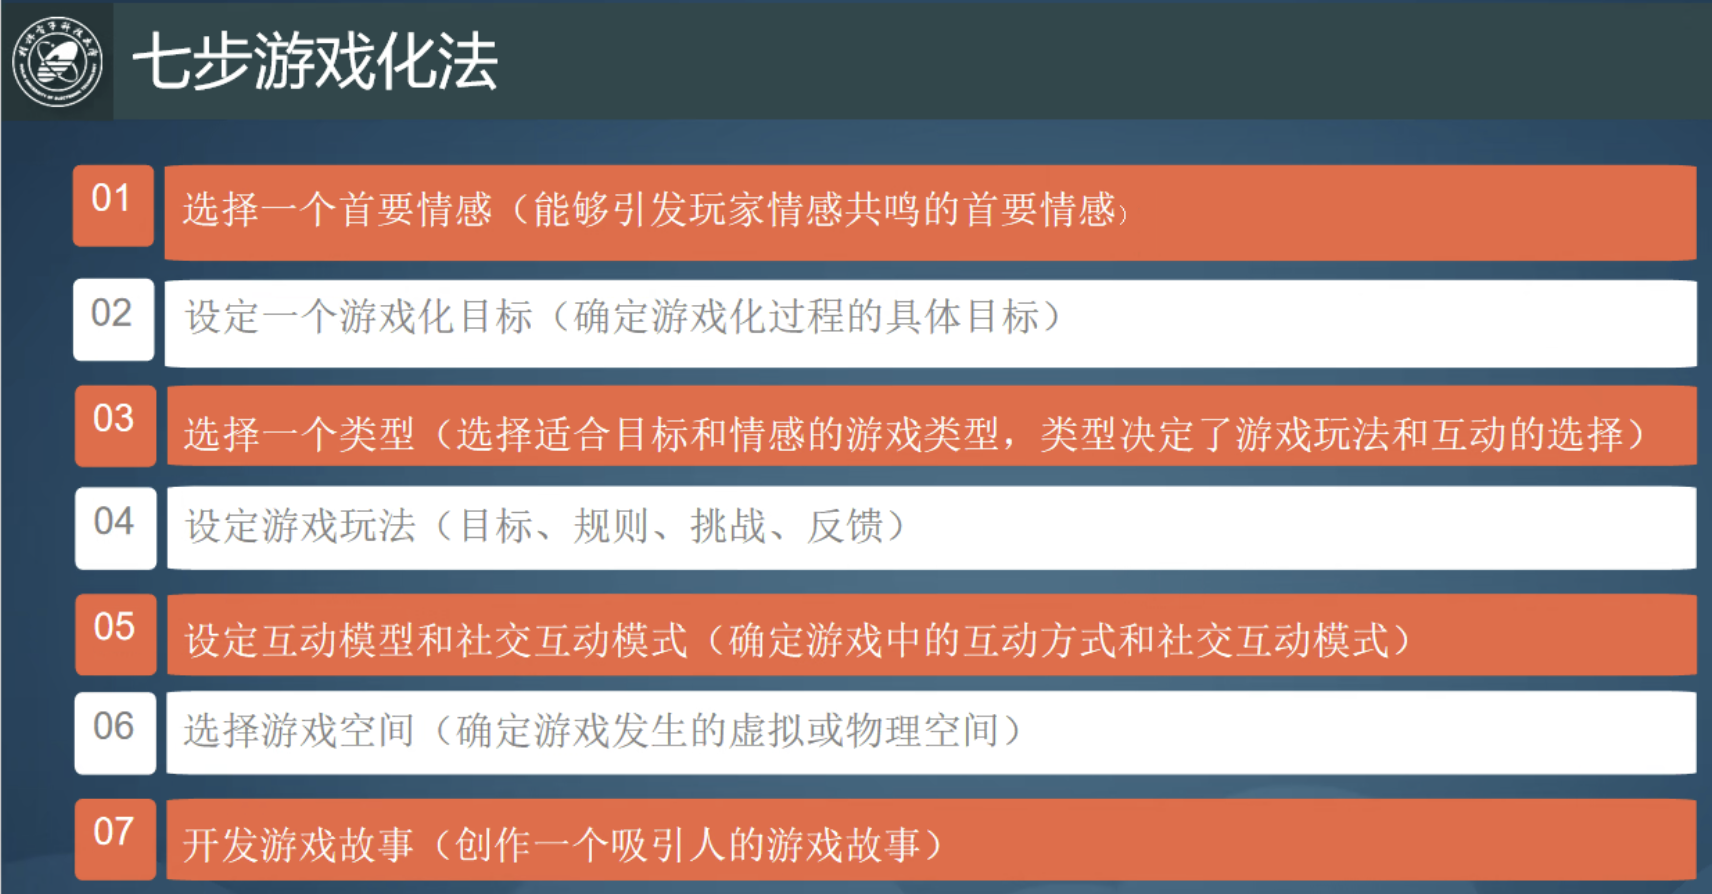 七步游戏化法
01
选择一个首要情感（能够引发玩家情感共鸣的首要情感）
02
设定一个游戏化目标（确定游戏化过程的具体目标）
03
选择一个类型（选择适合目标和情感的游戏类型，类型决定了游戏玩法和互动的选择）
04
设定游戏玩法（目标、规则、挑战、反馈）
05
设定互动模型和社交互动模式（确定游戏中的互动方式和社交互动模式）
06
选择游戏空间（确定游戏发生的虚拟或物理空间）
07
开发游戏故事（创作一个吸引人的游戏故事）